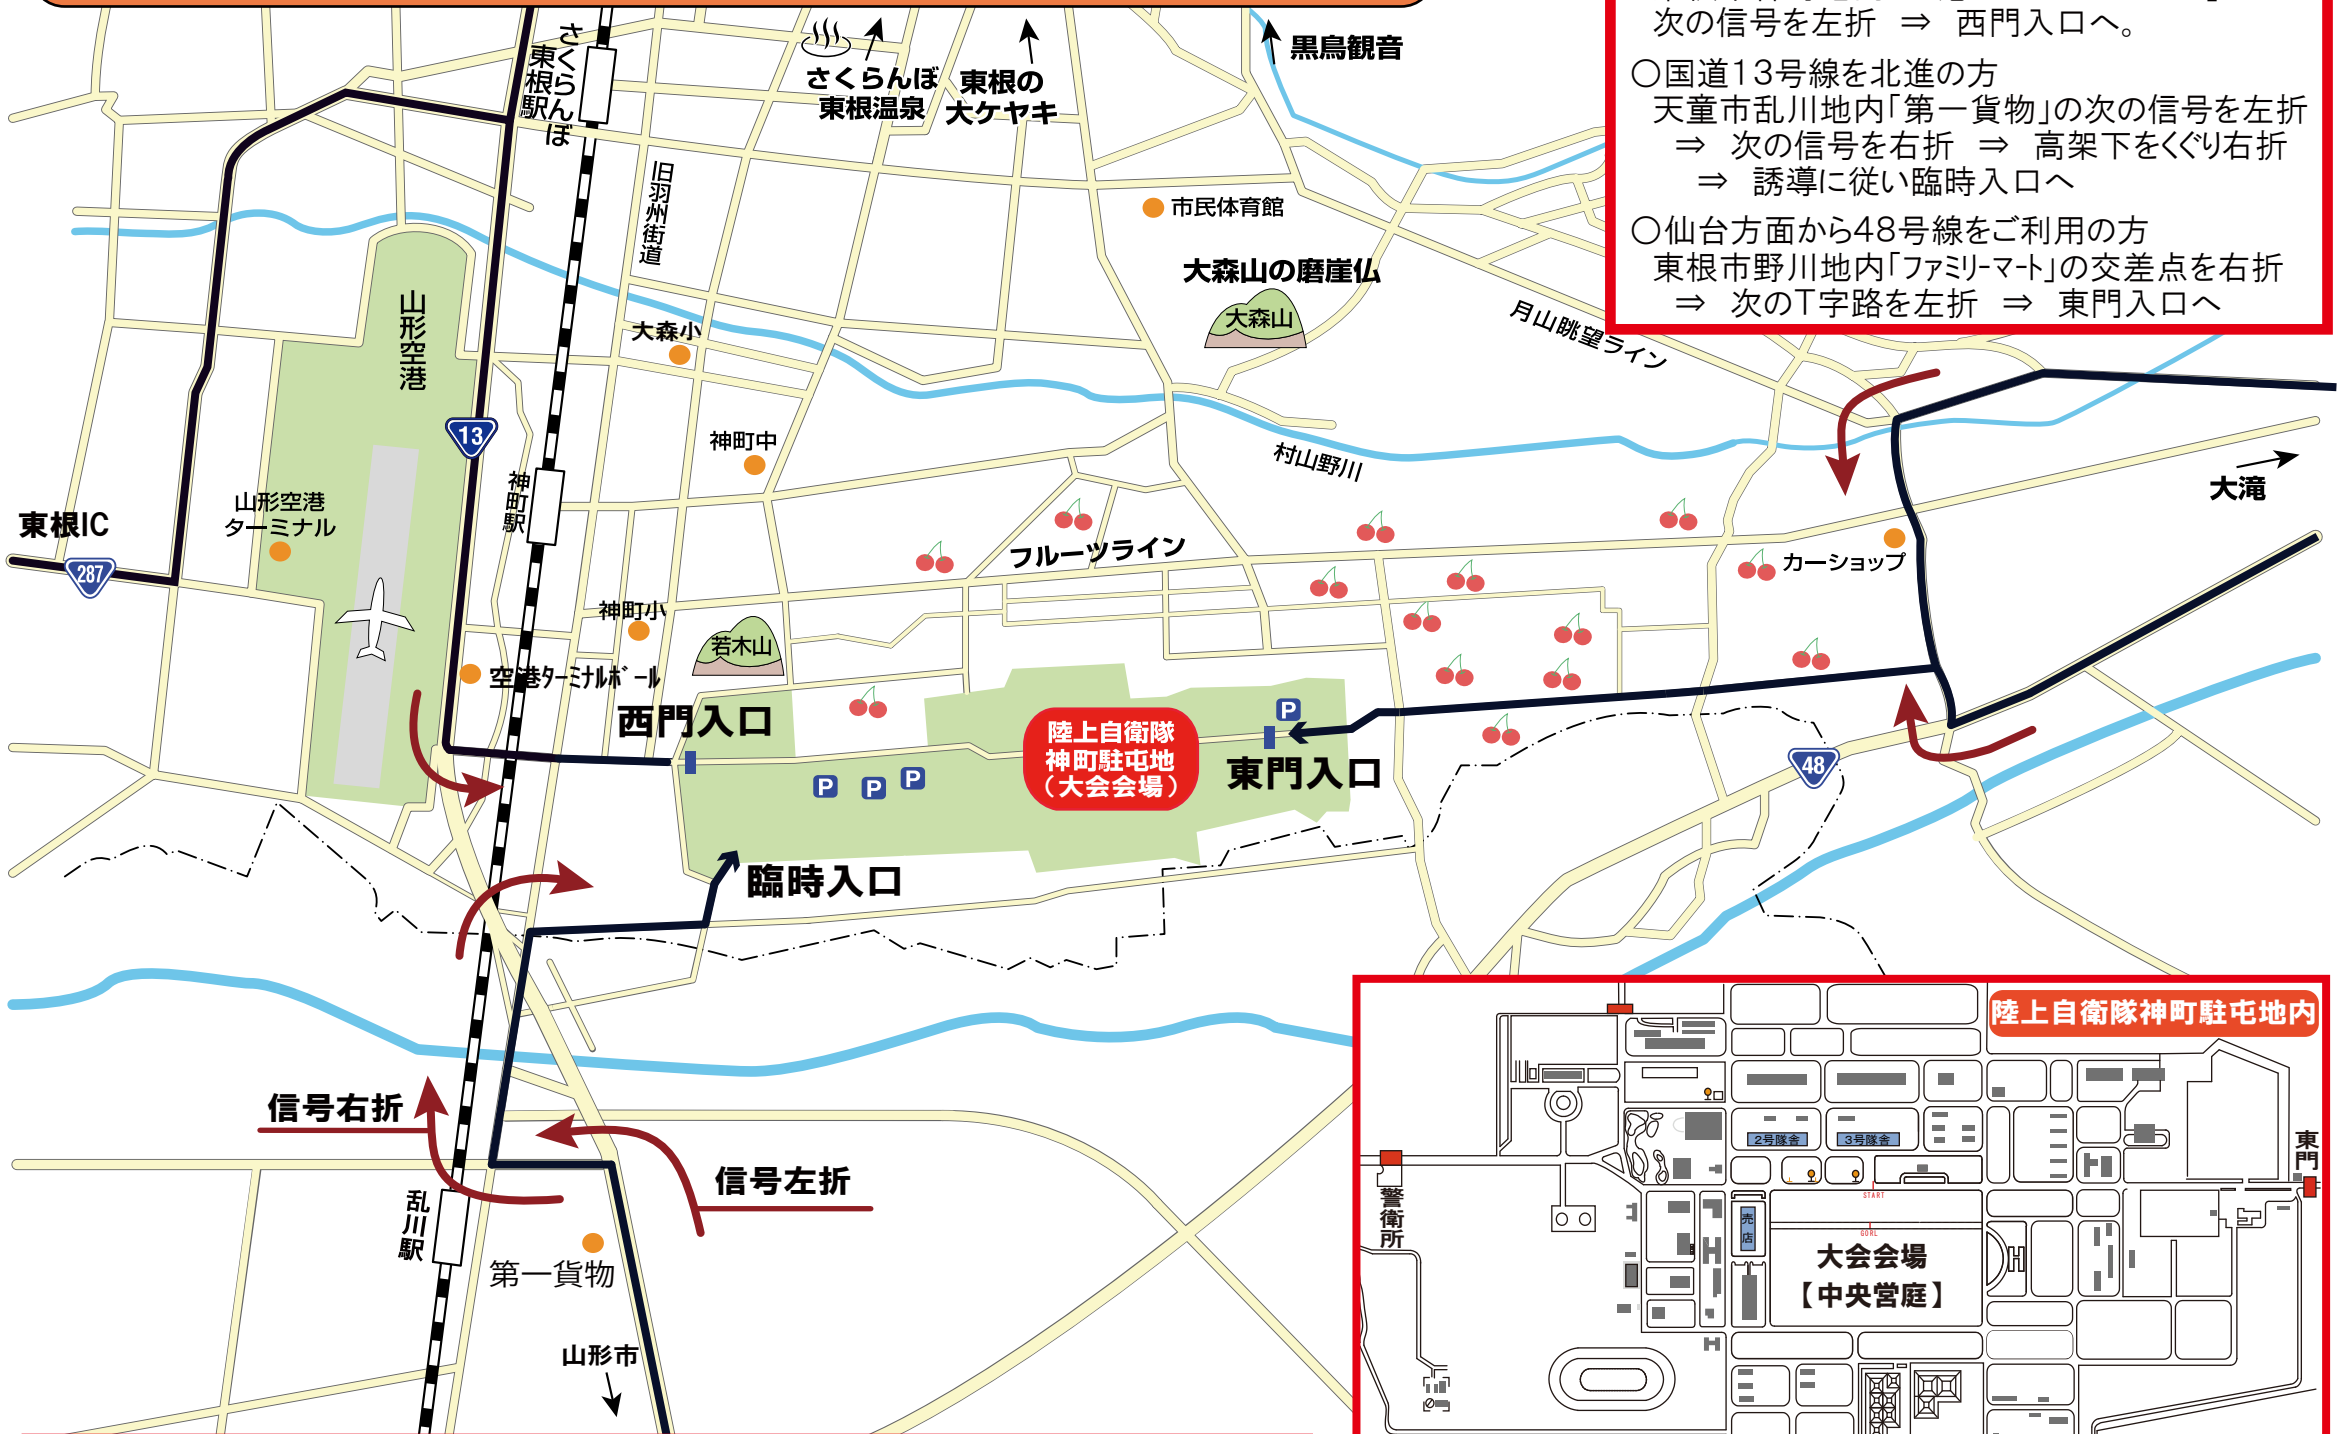 次の信号を左折 ⇒ 西門入口へ。
○国道13号線を北進の方
天童市乱川地内「第一貨物」の次の信号を左折
⇒ 次の信号を右折 ⇒ 高架下をくぐり右折
⇒ 誘導に従い臨時入口へ
○仙台方面から48号線をご利用の方
東根市野川地内「ファミリーマート」の交差点を右折
⇒ 次のT字路を左折 ⇒ 東門入口へ
さくらんぼ
東根駅
さくらんぼ
東根温泉
東根の
大ケヤキ
黒鳥観音
旧羽州街道
市民体育館
大森山の磨崖仏
大森山
月山眺望ライン
山形空港
大森小
13
神町中
村山野川
大滝
神町駅
山形空港
ターミナル
東根IC
287
フルーツライン
カーショップ
神町小
若木山
空港ターミナルボール
西門入口
陸上自衛隊
神町駐屯地
（大会会場）
P
東門入口
P
P
P
48
臨時入口
信号右折
信号左折
乱川駅
第一貨物
山形市
陸上自衛隊神町駐屯地内
2号隊舎
3号隊舎
東門
警衛所
START
GORL
売店
大会会場
【中央営庭】